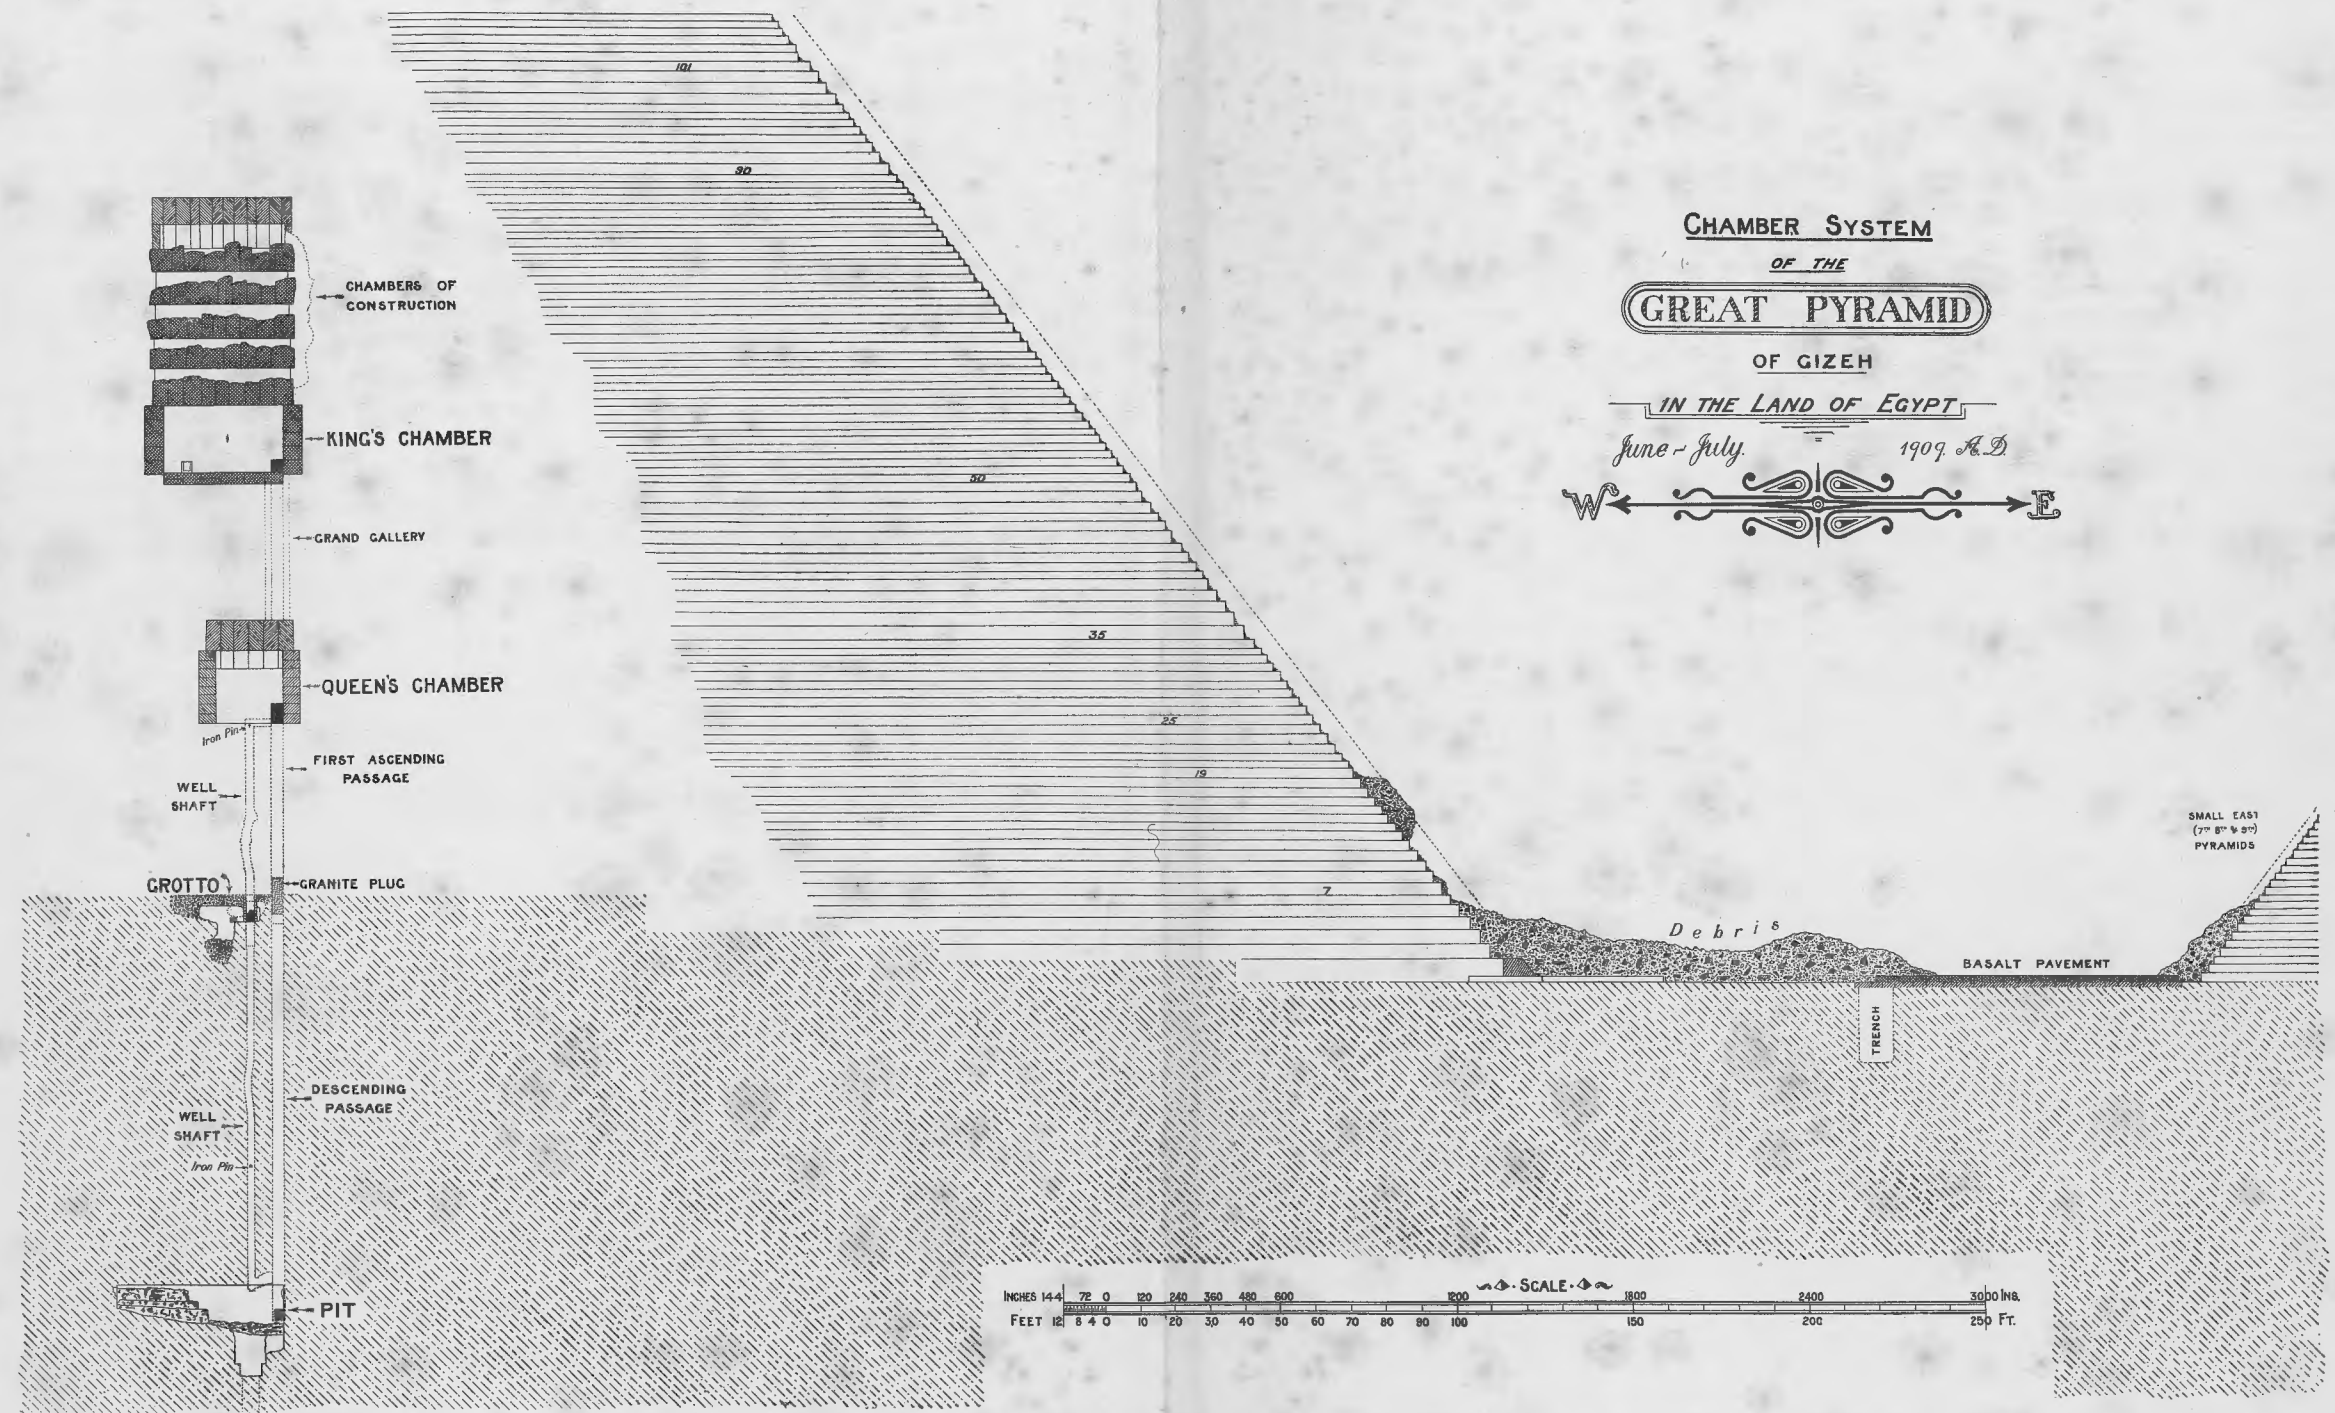 CHAMBER SYSTEM
OF THE
GREAT PYRAMID
OF GIZEH
IN THE LAND OF EGYPT
June - July. 1909. A.D.
W E
101
90
50
35
25
19
7
CHAMBERS OF
CONSTRUCTION
KING'S CHAMBER
GRAND GALLERY
QUEEN'S CHAMBER
Iron Pin
FIRST ASCENDING
PASSAGE
WELL
SHAFT
GROTTO
GRANITE PLUG
DESCENDING
PASSAGE
WELL
SHAFT
Iron Pin
PIT
Debris
BASALT PAVEMENT
TRENCH
SMALL EAST
(7TH 8TH & 9TH)
PYRAMIDS
SCALE
INCHES 144 72 0 120 240 360 480 600 1200 1800 2400 3000 INS.
FEET 12 8 4 0 10 20 30 40 50 60 70 80 90 100 150 200 250 FT.